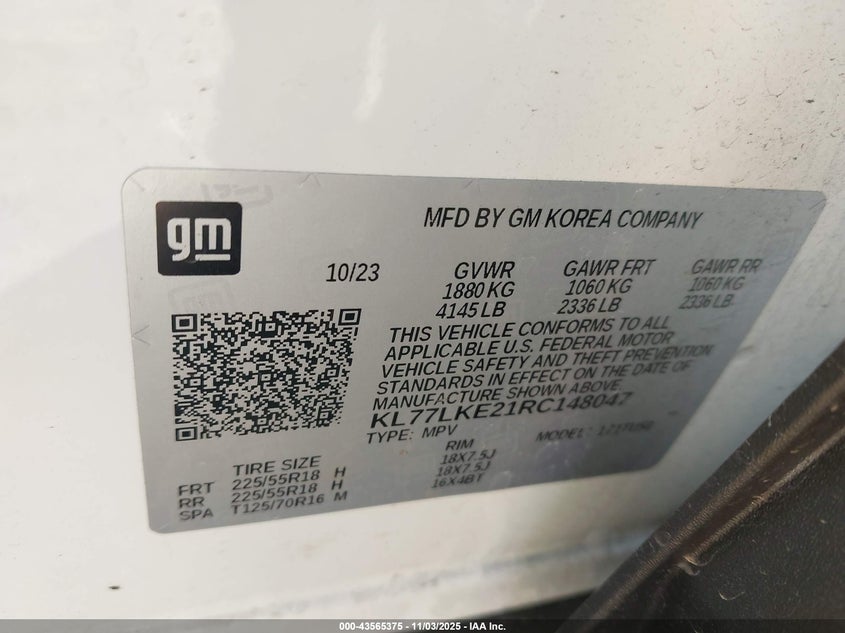 gm
MFD BY GM KOREA COMPANY
10/23
GVWR GAWR FRT GAWR RR
1880 KG 1060 KG 1060 KG
4145 LB 2336 LB 2336 LB
THIS VEHICLE CONFORMS TO ALL
APPLICABLE U.S. FEDERAL MOTOR
VEHICLE SAFETY AND THEFT PREVENTION
STANDARDS IN EFFECT ON THE DATE OF
MANUFACTURE SHOWN ABOVE.
KL77LKE21RC148047
TYPE: MPV MODEL:
TIRE SIZE RIM
FRT 225/55R18 H 18X7.5J
RR 225/55R18 H 18X7.5J
SPA T125/70R16 M 16X4BT
000-43565375 - 11/03/2025 - IAA Inc.